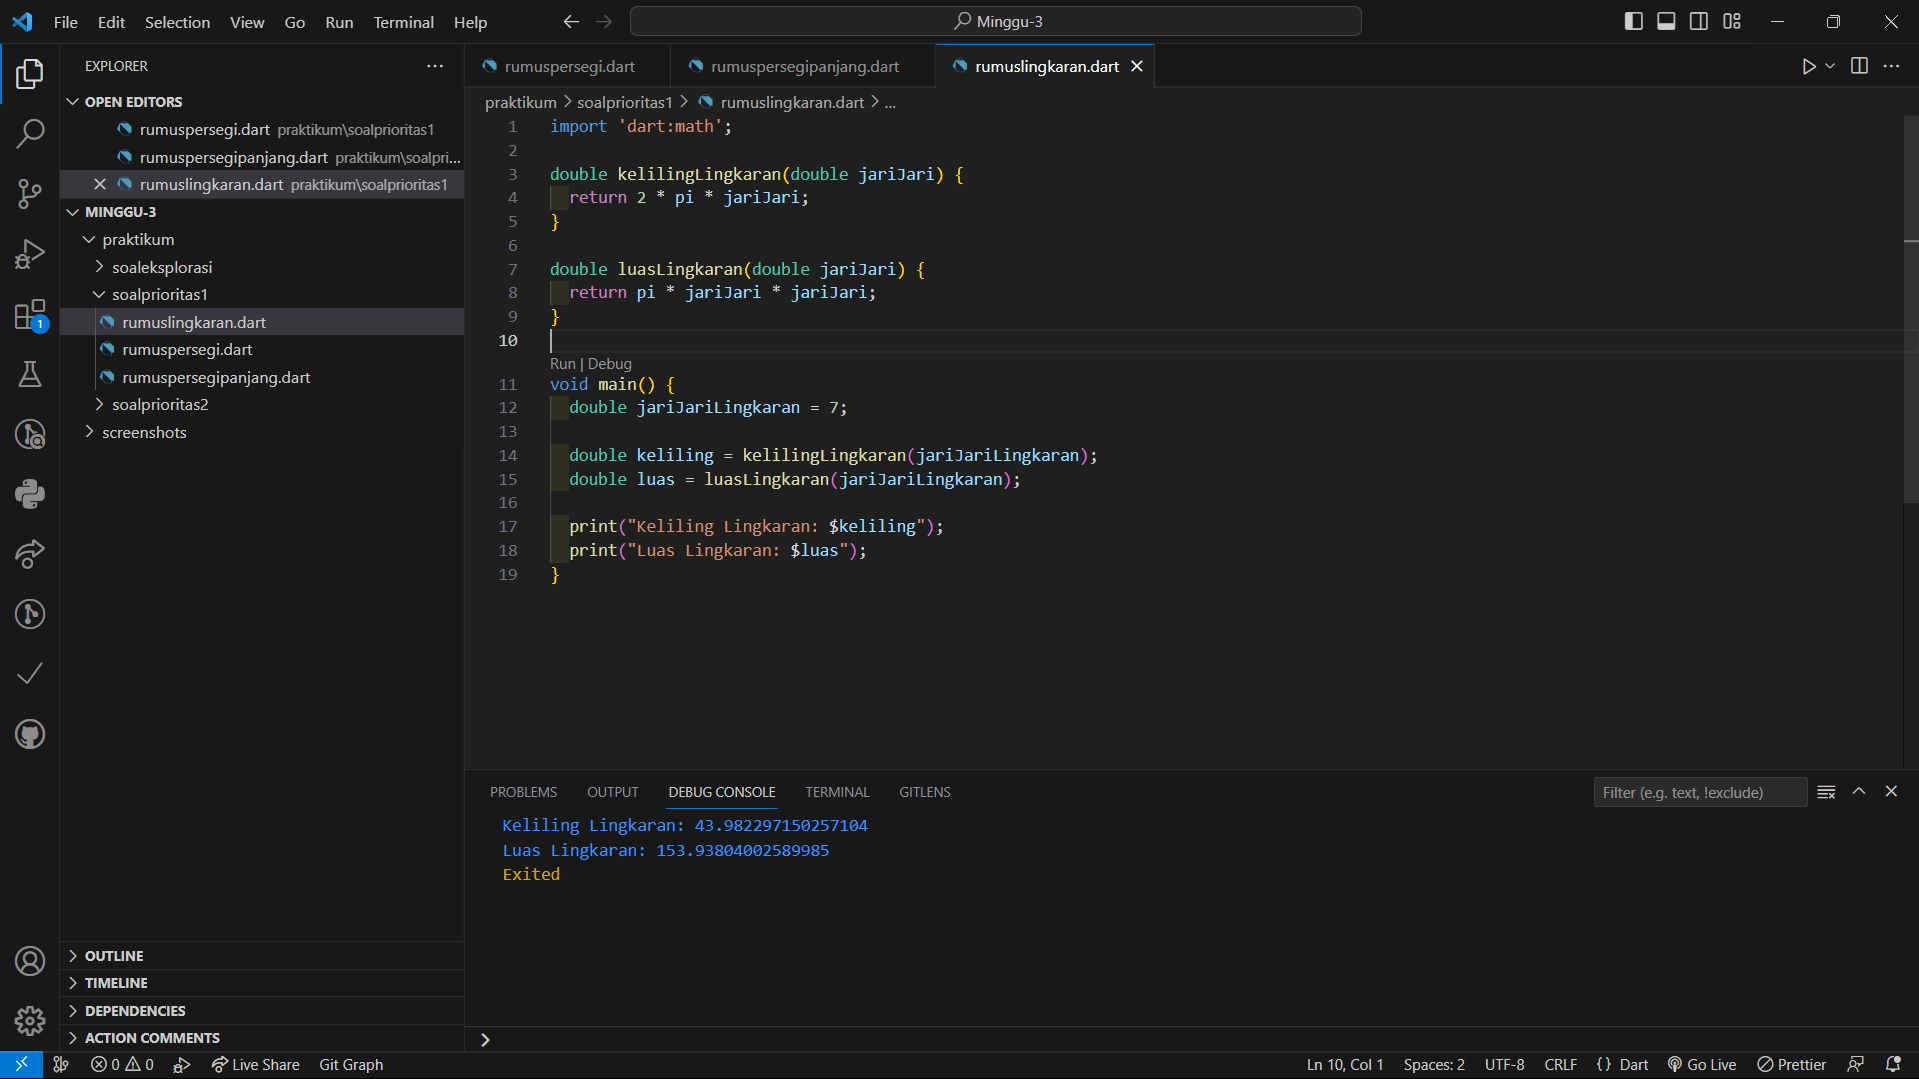 File Edit Selection View Go Run Terminal Help
Minggu-3
EXPLORER
OPEN EDITORS
rumuspersegi.dart praktikum\soalprioritas1
rumuspersegipanjang.dart praktikum\soalpri...
rumuslingkaran.dart praktikum\soalprioritas1
MINGGU-3
praktikum
soaleksplorasi
soalprioritas1
rumuslingkaran.dart
rumuspersegi.dart
rumuspersegipanjang.dart
soalprioritas2
screenshots
1
OUTLINE
TIMELINE
DEPENDENCIES
ACTION COMMENTS
rumuspersegi.dart rumuspersegipanjang.dart rumuslingkaran.dart
praktikum > soalprioritas1 > rumuslingkaran.dart > ...
1 import 'dart:math';
2
3 double kelilingLingkaran(double jariJari) {
4 return 2 * pi * jariJari;
5 }
6
7 double luasLingkaran(double jariJari) {
8 return pi * jariJari * jariJari;
9 }
10
Run | Debug
11 void main() {
12 double jariJariLingkaran = 7;
13
14 double keliling = kelilingLingkaran(jariJariLingkaran);
15 double luas = luasLingkaran(jariJariLingkaran);
16
17 print("Keliling Lingkaran: $keliling");
18 print("Luas Lingkaran: $luas");
19 }
PROBLEMS OUTPUT DEBUG CONSOLE TERMINAL GITLENS
Filter (e.g. text, !exclude)
Keliling Lingkaran: 43.982297150257104
Luas Lingkaran: 153.93804002589985
Exited
0 0 Live Share Git Graph
Ln 10, Col 1 Spaces: 2 UTF-8 CRLF {} Dart Go Live Prettier